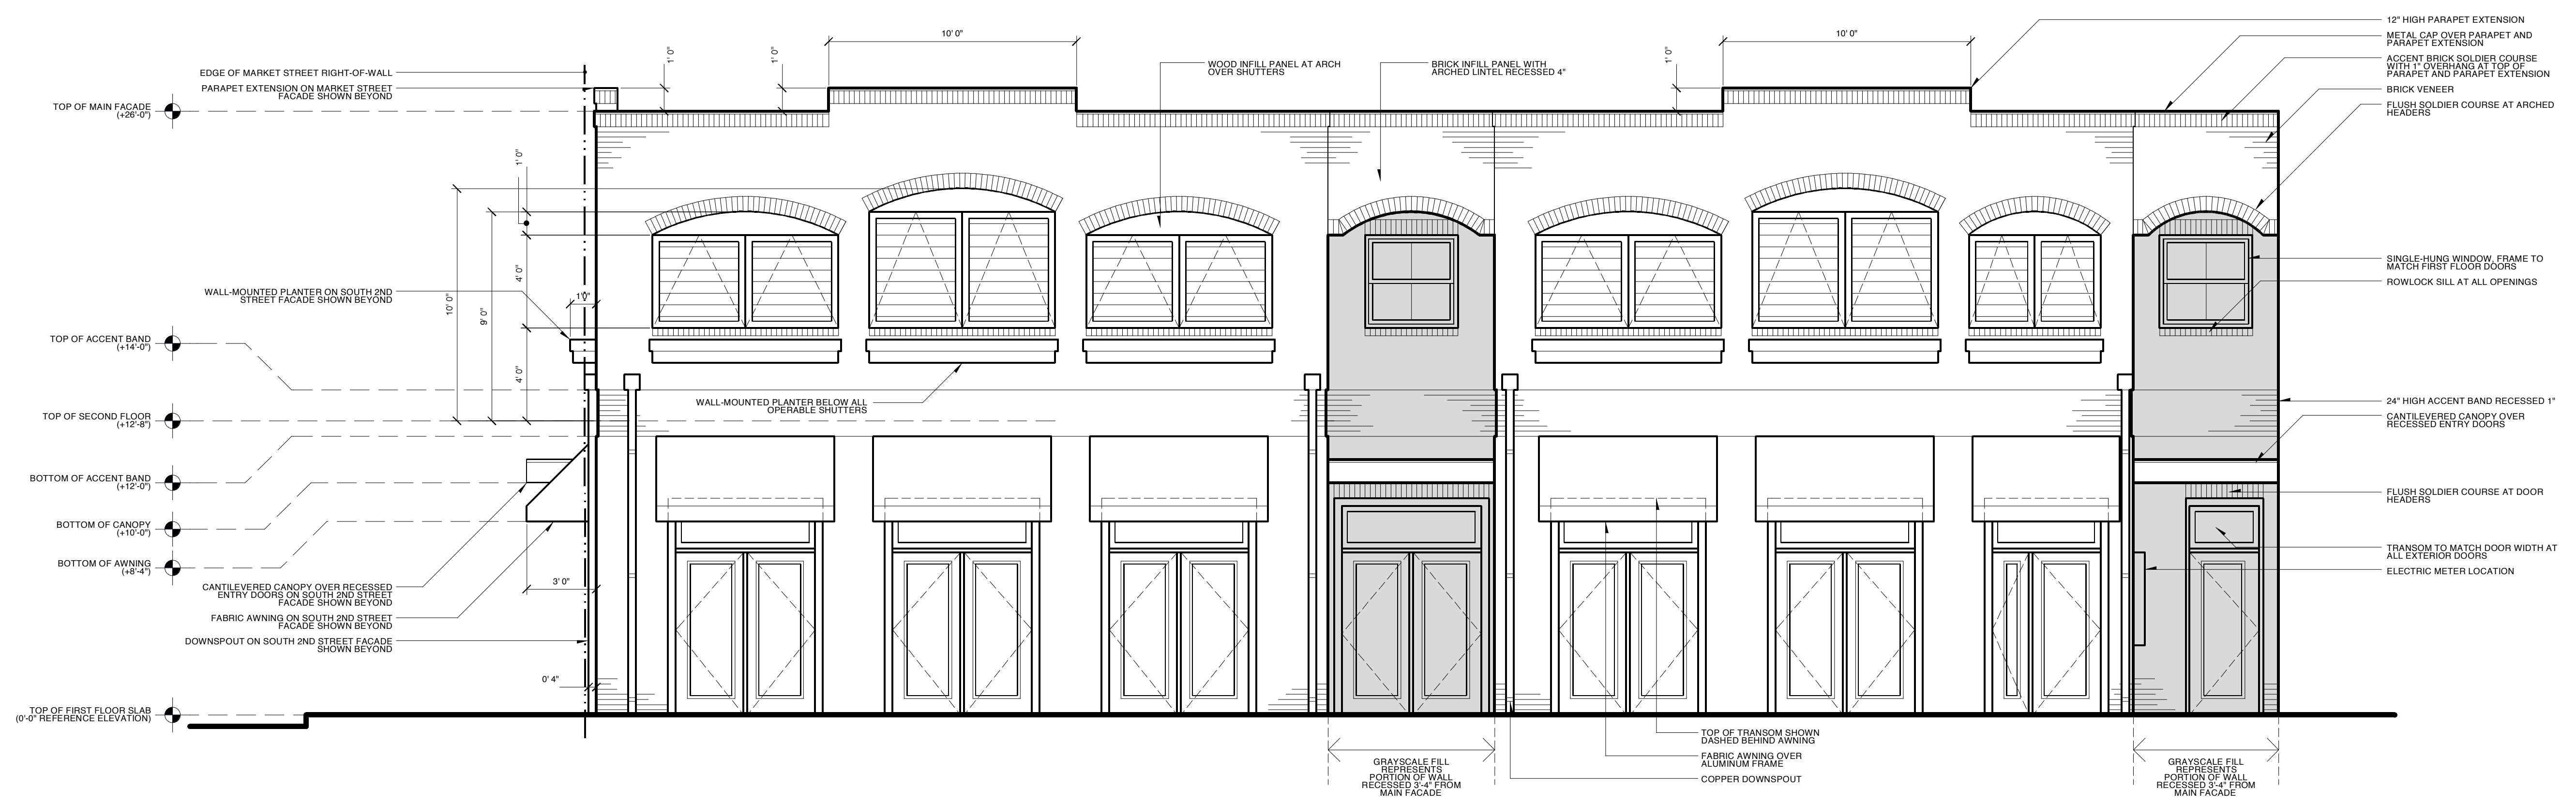 EDGE OF MARKET STREET RIGHT-OF-WALL
PARAPET EXTENSION ON MARKET STREET
FACADE SHOWN BEYOND
TOP OF MAIN FACADE
(+26'-0")
WALL-MOUNTED PLANTER ON SOUTH 2ND
STREET FACADE SHOWN BEYOND
TOP OF ACCENT BAND
(+14'-0")
TOP OF SECOND FLOOR
(+12'-8")
BOTTOM OF ACCENT BAND
(+12'-0")
BOTTOM OF CANOPY
(+10'-0")
BOTTOM OF AWNING
(+8'-4")
CANTILEVERED CANOPY OVER RECESSED
ENTRY DOORS ON SOUTH 2ND STREET
FACADE SHOWN BEYOND
FABRIC AWNING ON SOUTH 2ND STREET
FACADE SHOWN BEYOND
DOWNSPOUT ON SOUTH 2ND STREET FACADE
SHOWN BEYOND
TOP OF FIRST FLOOR SLAB
(0'-0" REFERENCE ELEVATION)
1' 0"
1' 0"
10' 0"
1' 0"
10' 0"
1' 0"
10' 0"
9' 0"
4' 0"
4' 0"
1' 0"
3' 0"
0' 4"
WOOD INFILL PANEL AT ARCH
OVER SHUTTERS
BRICK INFILL PANEL WITH
ARCHED LINTEL RECESSED 4"
WALL-MOUNTED PLANTER BELOW ALL
OPERABLE SHUTTERS
12" HIGH PARAPET EXTENSION
METAL CAP OVER PARAPET AND
PARAPET EXTENSION
ACCENT BRICK SOLDIER COURSE
WITH 1" OVERHANG AT TOP OF
PARAPET AND PARAPET EXTENSION
BRICK VENEER
FLUSH SOLDIER COURSE AT ARCHED
HEADERS
SINGLE-HUNG WINDOW, FRAME TO
MATCH FIRST FLOOR DOORS
ROWLOCK SILL AT ALL OPENINGS
24" HIGH ACCENT BAND RECESSED 1"
CANTILEVERED CANOPY OVER
RECESSED ENTRY DOORS
FLUSH SOLDIER COURSE AT DOOR
HEADERS
TRANSOM TO MATCH DOOR WIDTH AT
ALL EXTERIOR DOORS
ELECTRIC METER LOCATION
GRAYSCALE FILL
REPRESENTS
PORTION OF WALL
RECESSED 3'-4" FROM
MAIN FACADE
TOP OF TRANSOM SHOWN
DASHED BEHIND AWNING
FABRIC AWNING OVER
ALUMINUM FRAME
COPPER DOWNSPOUT
GRAYSCALE FILL
REPRESENTS
PORTION OF WALL
RECESSED 3'-4" FROM
MAIN FACADE